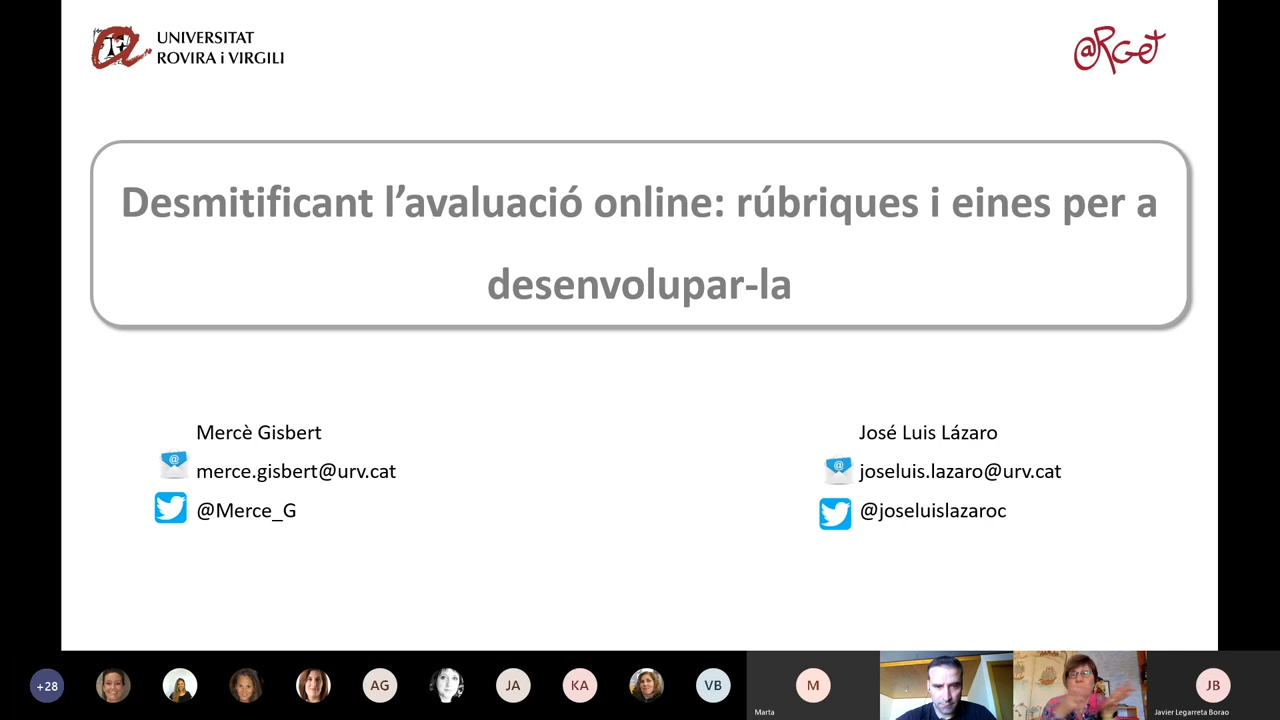 UNIVERSITAT
ROVIRA i VIRGILI
@RGet
Desmitificant l’avaluació online: rúbriques i eines per a
desenvolupar-la
Mercè Gisbert
merce.gisbert@urv.cat
@Merce_G
José Luis Lázaro
joseluis.lazaro@urv.cat
@joseluislazaroc
+28
AG
JA
KA
VB
M
Marta
JB
Javier Legarreta Borao